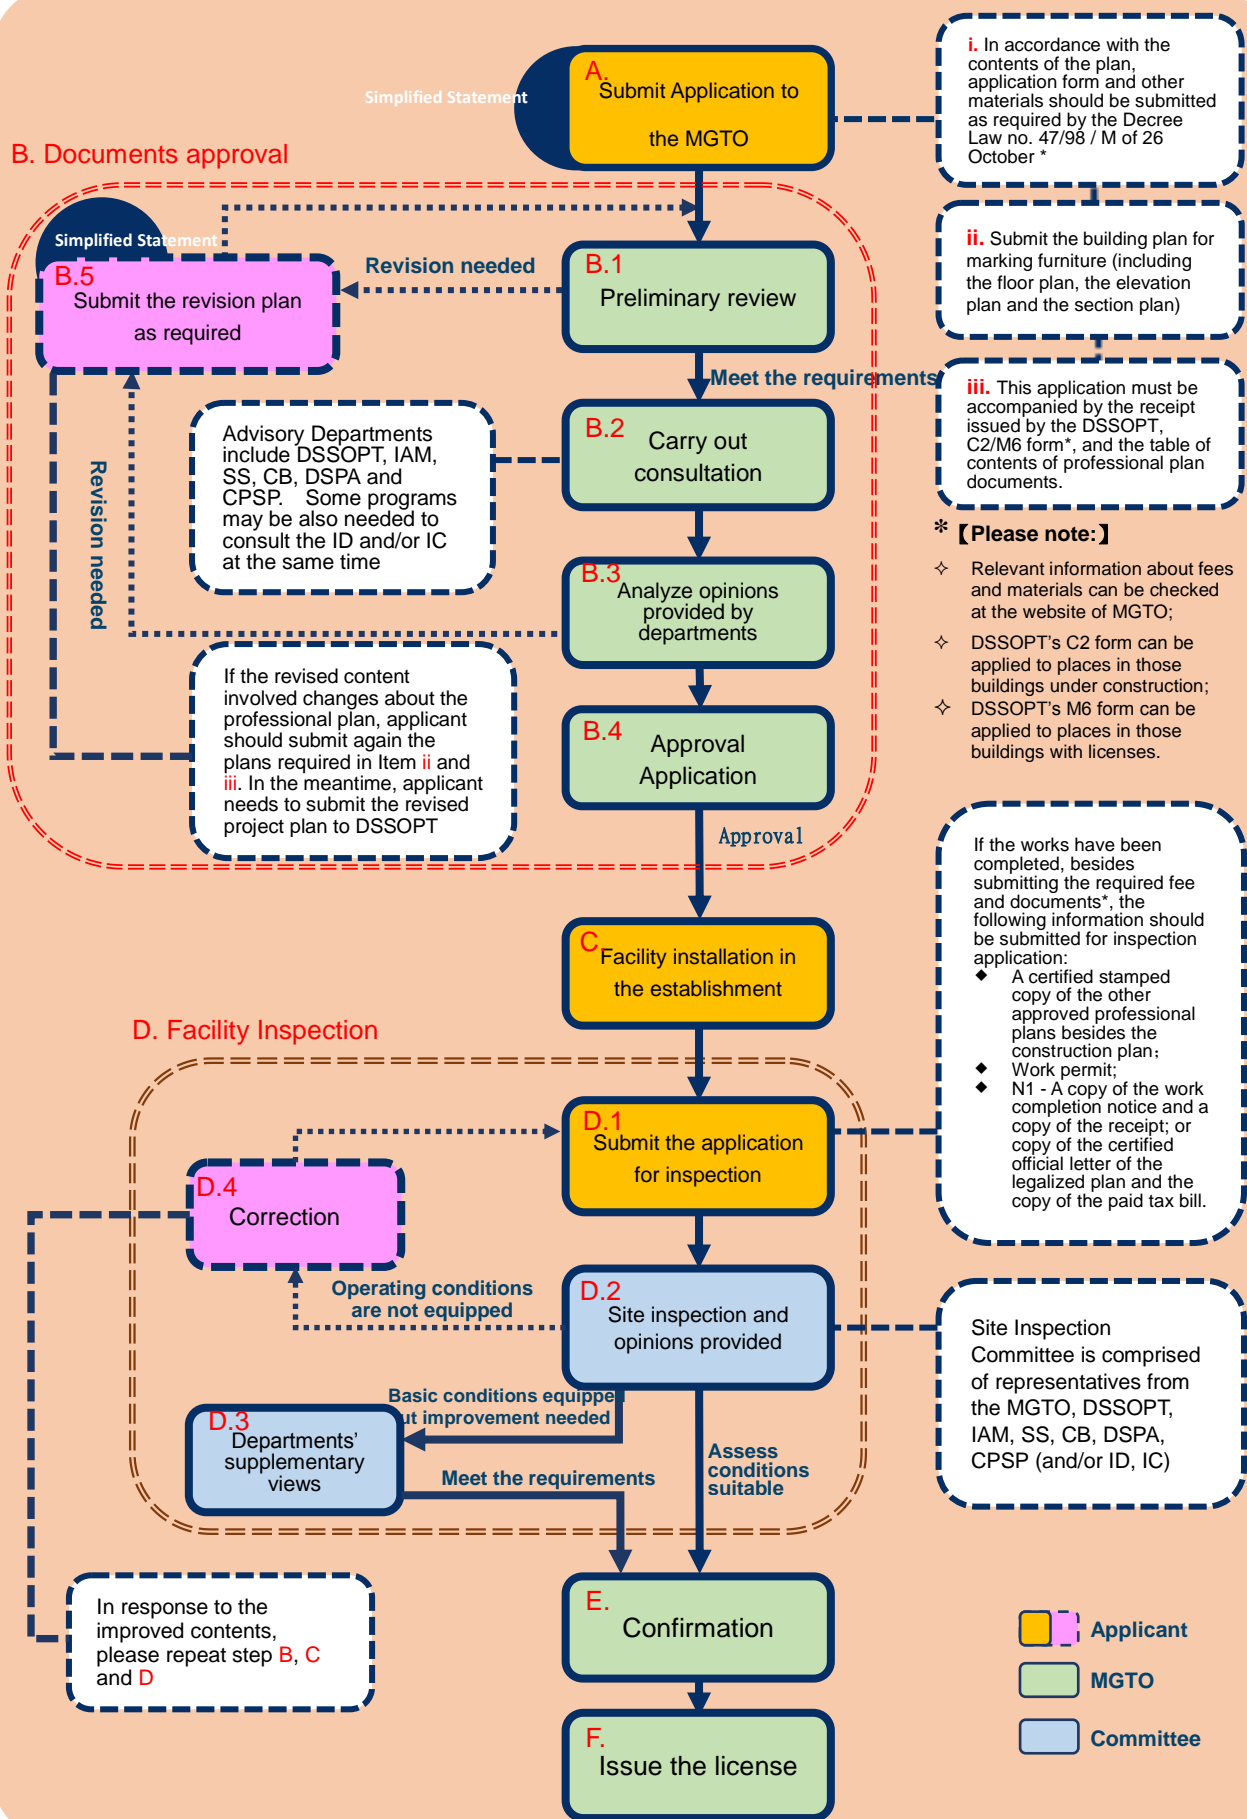 A.
Simplified Statement
Submit Application to
the MGTO
i. In accordance with the
contents of the plan,
application form and other
materials should be submitted
as required by the Decree
Law no. 47/98 / M of 26
October *
B. Documents approval
Simplified Statement
B.5
Submit the revision plan
as required
Revision needed
B.1
Preliminary review
ii. Submit the building plan for
marking furniture (including
the floor plan, the elevation
plan and the section plan)
Meet the requirements
iii. This application must be
accompanied by the receipt
issued by the DSSOPT,
C2/M6 form*, and the table of
contents of professional plan
documents.
Advisory Departments
include DSSOPT, IAM,
SS, CB, DSPA and
CPSP. Some programs
may be also needed to
consult the ID and/or IC
at the same time
B.2
Carry out
consultation
Revision needed
*【Please note:】
✧ Relevant information about fees
and materials can be checked
at the website of MGTO;
✧ DSSOPT's C2 form can be
applied to places in those
buildings under construction;
✧ DSSOPT's M6 form can be
applied to places in those
buildings with licenses.
B.3
Analyze opinions
provided by
departments
If the revised content
involved changes about the
professional plan, applicant
should submit again the
plans required in Item ii and
iii. In the meantime, applicant
needs to submit the revised
project plan to DSSOPT
B.4
Approval
Application
Approval
If the works have been
completed, besides
submitting the required fee
and documents*, the
following information should
be submitted for inspection
application:
◆ A certified stamped
copy of the other
approved professional
plans besides the
construction plan;
◆ Work permit;
◆ N1 - A copy of the work
completion notice and a
copy of the receipt; or
copy of the certified
official letter of the
legalized plan and the
copy of the paid tax bill.
C.
Facility installation in
the establishment
D. Facility Inspection
D.1
Submit the application
for inspection
D.4
Correction
Operating conditions
are not equipped
D.2
Site inspection and
opinions provided
Site Inspection
Committee is comprised
of representatives from
the MGTO, DSSOPT,
IAM, SS, CB, DSPA,
CPSP (and/or ID, IC)
Basic conditions equipped
ut improvement needed
D.3
Departments'
supplementary
views
Meet the requirements
Assess
conditions
suitable
In response to the
improved contents,
please repeat step B, C
and D
E.
Confirmation
F.
Issue the license
Applicant
MGTO
Committee